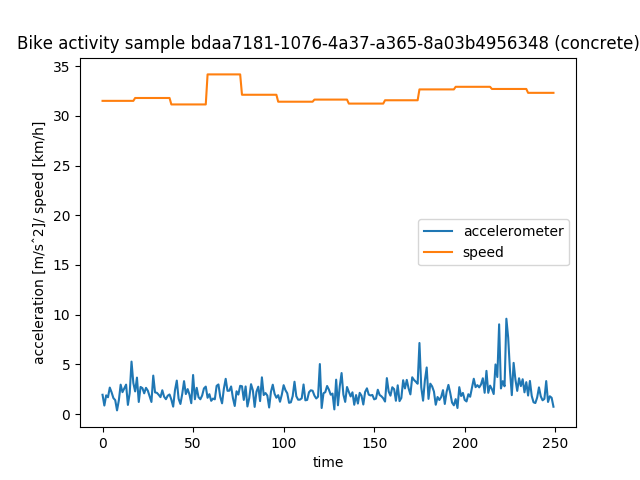 Bike activity sample bdaa7181-1076-4a37-a365-8a03b4956348 (concrete)
acceleration [m/s^2]/ speed [km/h]
35
30
25
20
15
10
5
0
accelerometer
speed
0
50
100
150
200
250
time